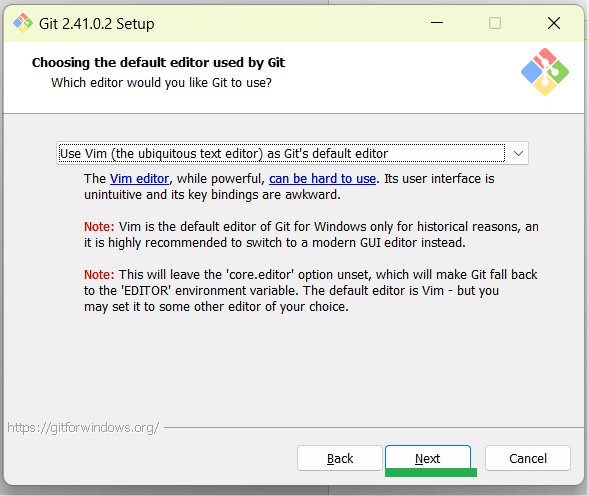 Git 2.41.0.2 Setup
Choosing the default editor used by Git
Which editor would you like Git to use?
Use Vim (the ubiquitous text editor) as Git's default editor
The Vim editor, while powerful, can be hard to use. Its user interface is
unintuitive and its key bindings are awkward.
Note: Vim is the default editor of Git for Windows only for historical reasons, an
it is highly recommended to switch to a modern GUI editor instead.
Note: This will leave the 'core.editor' option unset, which will make Git fall back
to the 'EDITOR' environment variable. The default editor is Vim - but you
may set it to some other editor of your choice.
https://gitforwindows.org/
Back
Next
Cancel